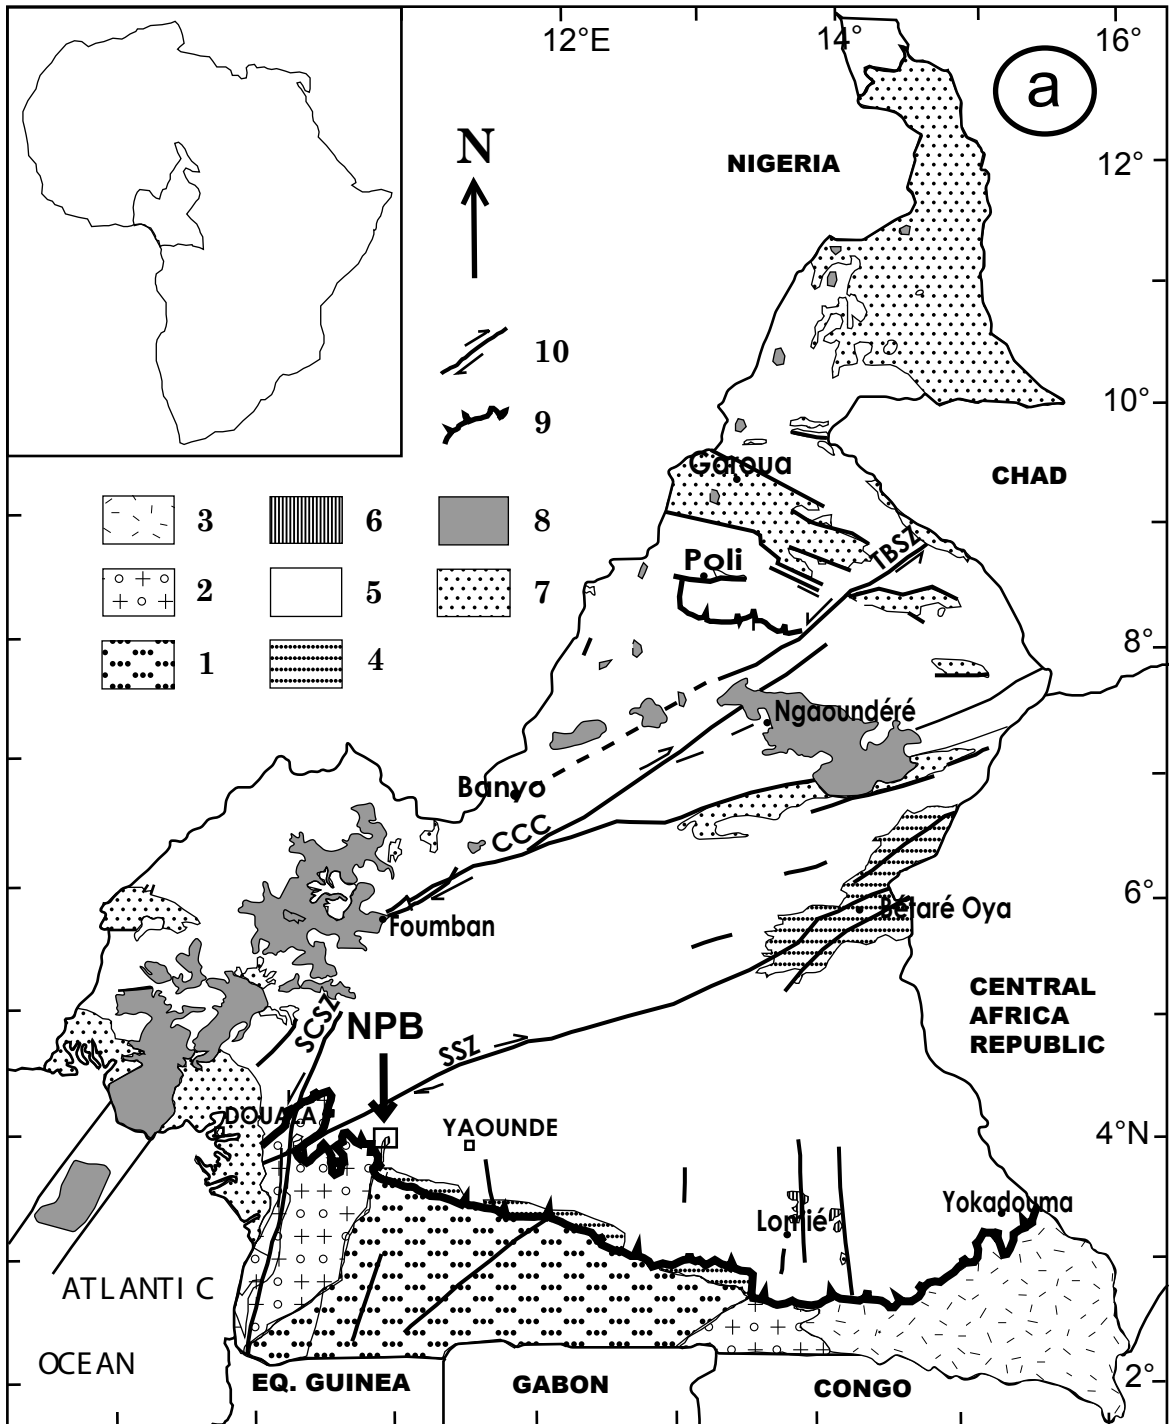 12°E
14°
16°
a
N
NIGERIA
12°
10
10°
9
Garoua
CHAD
3
6
8
TBSZ
Poli
2
5
7
8°
1
4
Ngaoundéré
Banyo
CCC
6°
Bétaré Oya
Foumban
CENTRAL
AFRICA
REPUBLIC
SCSZ
NPB
SSZ
DOUALA
YAOUNDE
4°N
Yokadouma
Lomié
ATLANTIC
OCEAN
EQ. GUINEA
GABON
CONGO
2°